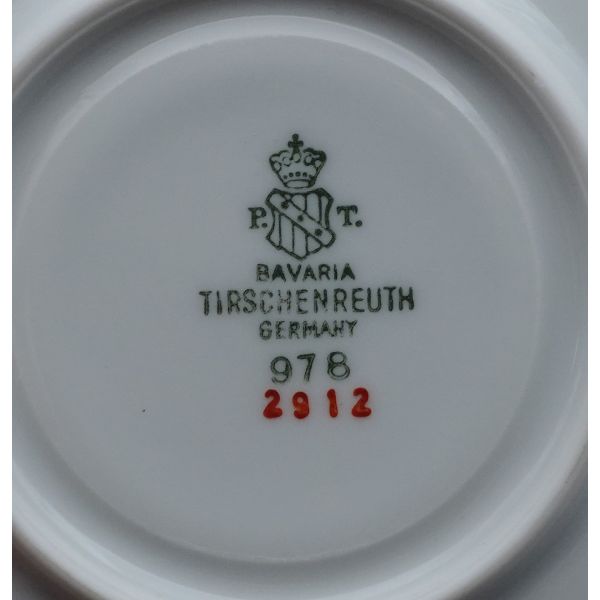 P. T.
BAVARIA
TIRSCHENREUTH
GERMANY
978
2912